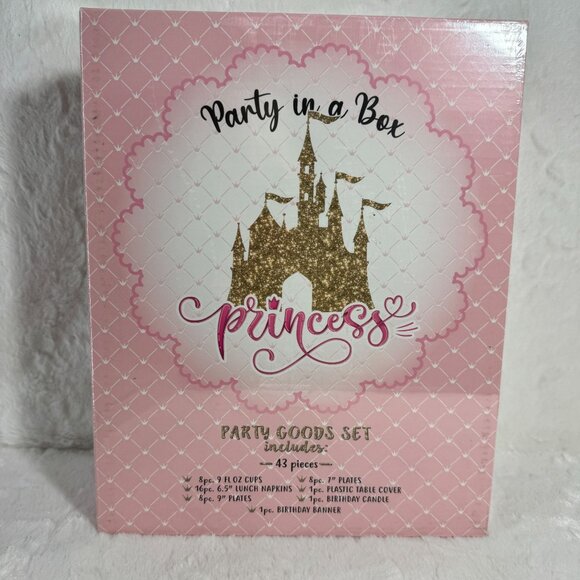 Party in a Box
princess
PARTY GOODS SET
includes:
43 pieces
8pc. 9 FL OZ CUPS
16pc. 6.5" LUNCH NAPKINS
8pc. 9" PLATES
8pc. 7" PLATES
1pc. PLASTIC TABLE COVER
1pc. BIRTHDAY CANDLE
1pc. BIRTHDAY BANNER